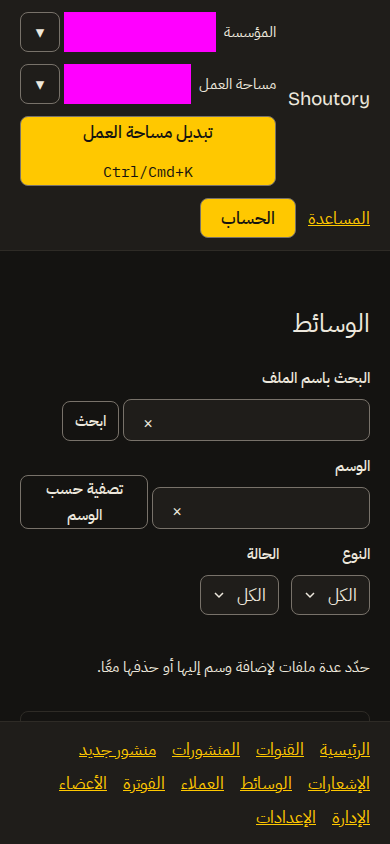 المؤسسة
▼
مساحة العمل
▼
Shoutory
تبديل مساحة العمل
Ctrl/Cmd+K
المساعدة
الحساب
الوسائط
البحث باسم الملف
×
ابحث
الوسم
×
تصفية حسب
الوسم
النوع
الحالة
الكل
الكل
حدّد عدة ملفات لإضافة وسم إليها أو حذفها معًا.
الرئيسية القنوات المنشورات منشور جديد
الإشعارات الوسائط العملاء الفوترة الأعضاء
الإدارة الإعدادات